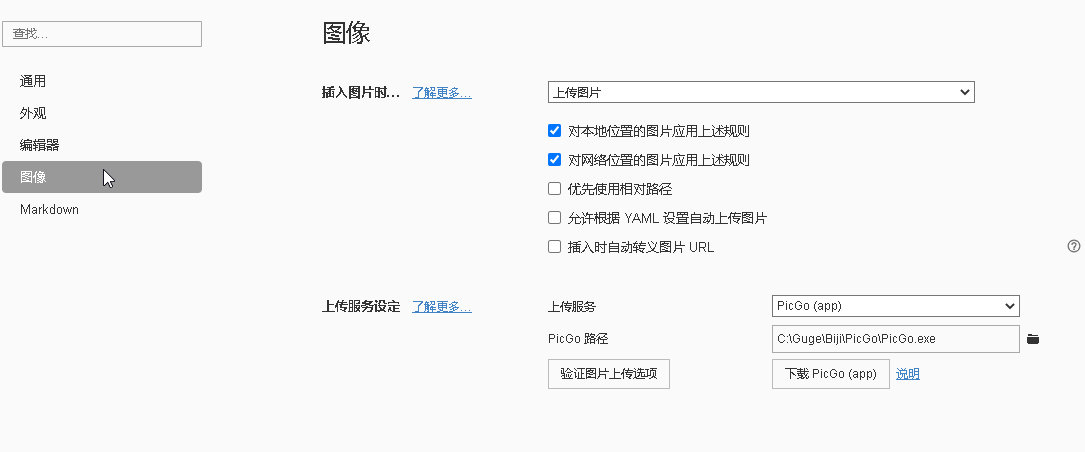 查找...
通用
外观
编辑器
图像
Markdown
图像
插入图片时... 了解更多... 上传图片
对本地位置的图片应用上述规则
对网络位置的图片应用上述规则
优先使用相对路径
允许根据 YAML 设置自动上传图片
插入时自动转义图片 URL
上传服务设定 了解更多... 上传服务 PicGo (app)
PicGo 路径 C:\Guge\Biji\PicGo\PicGo.exe
验证图片上传选项 下载 PicGo (app) 说明